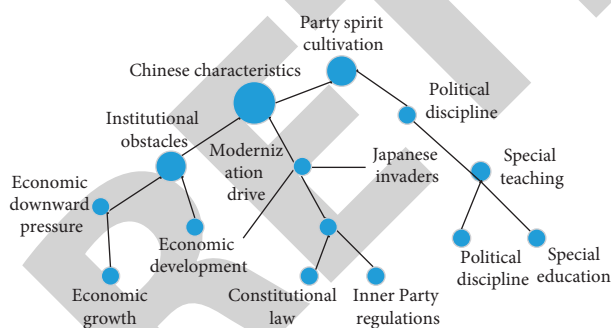 Party spirit
cultivation
Chinese characteristics
Political
discipline
Institutional
obstacles
Moderniz
ation
drive
Japanese
invaders
Special
teaching
Economic
downward
pressure
Economic
development
Political
discipline
Special
education
Economic
growth
Constitutional
law
Inner Party
regulations